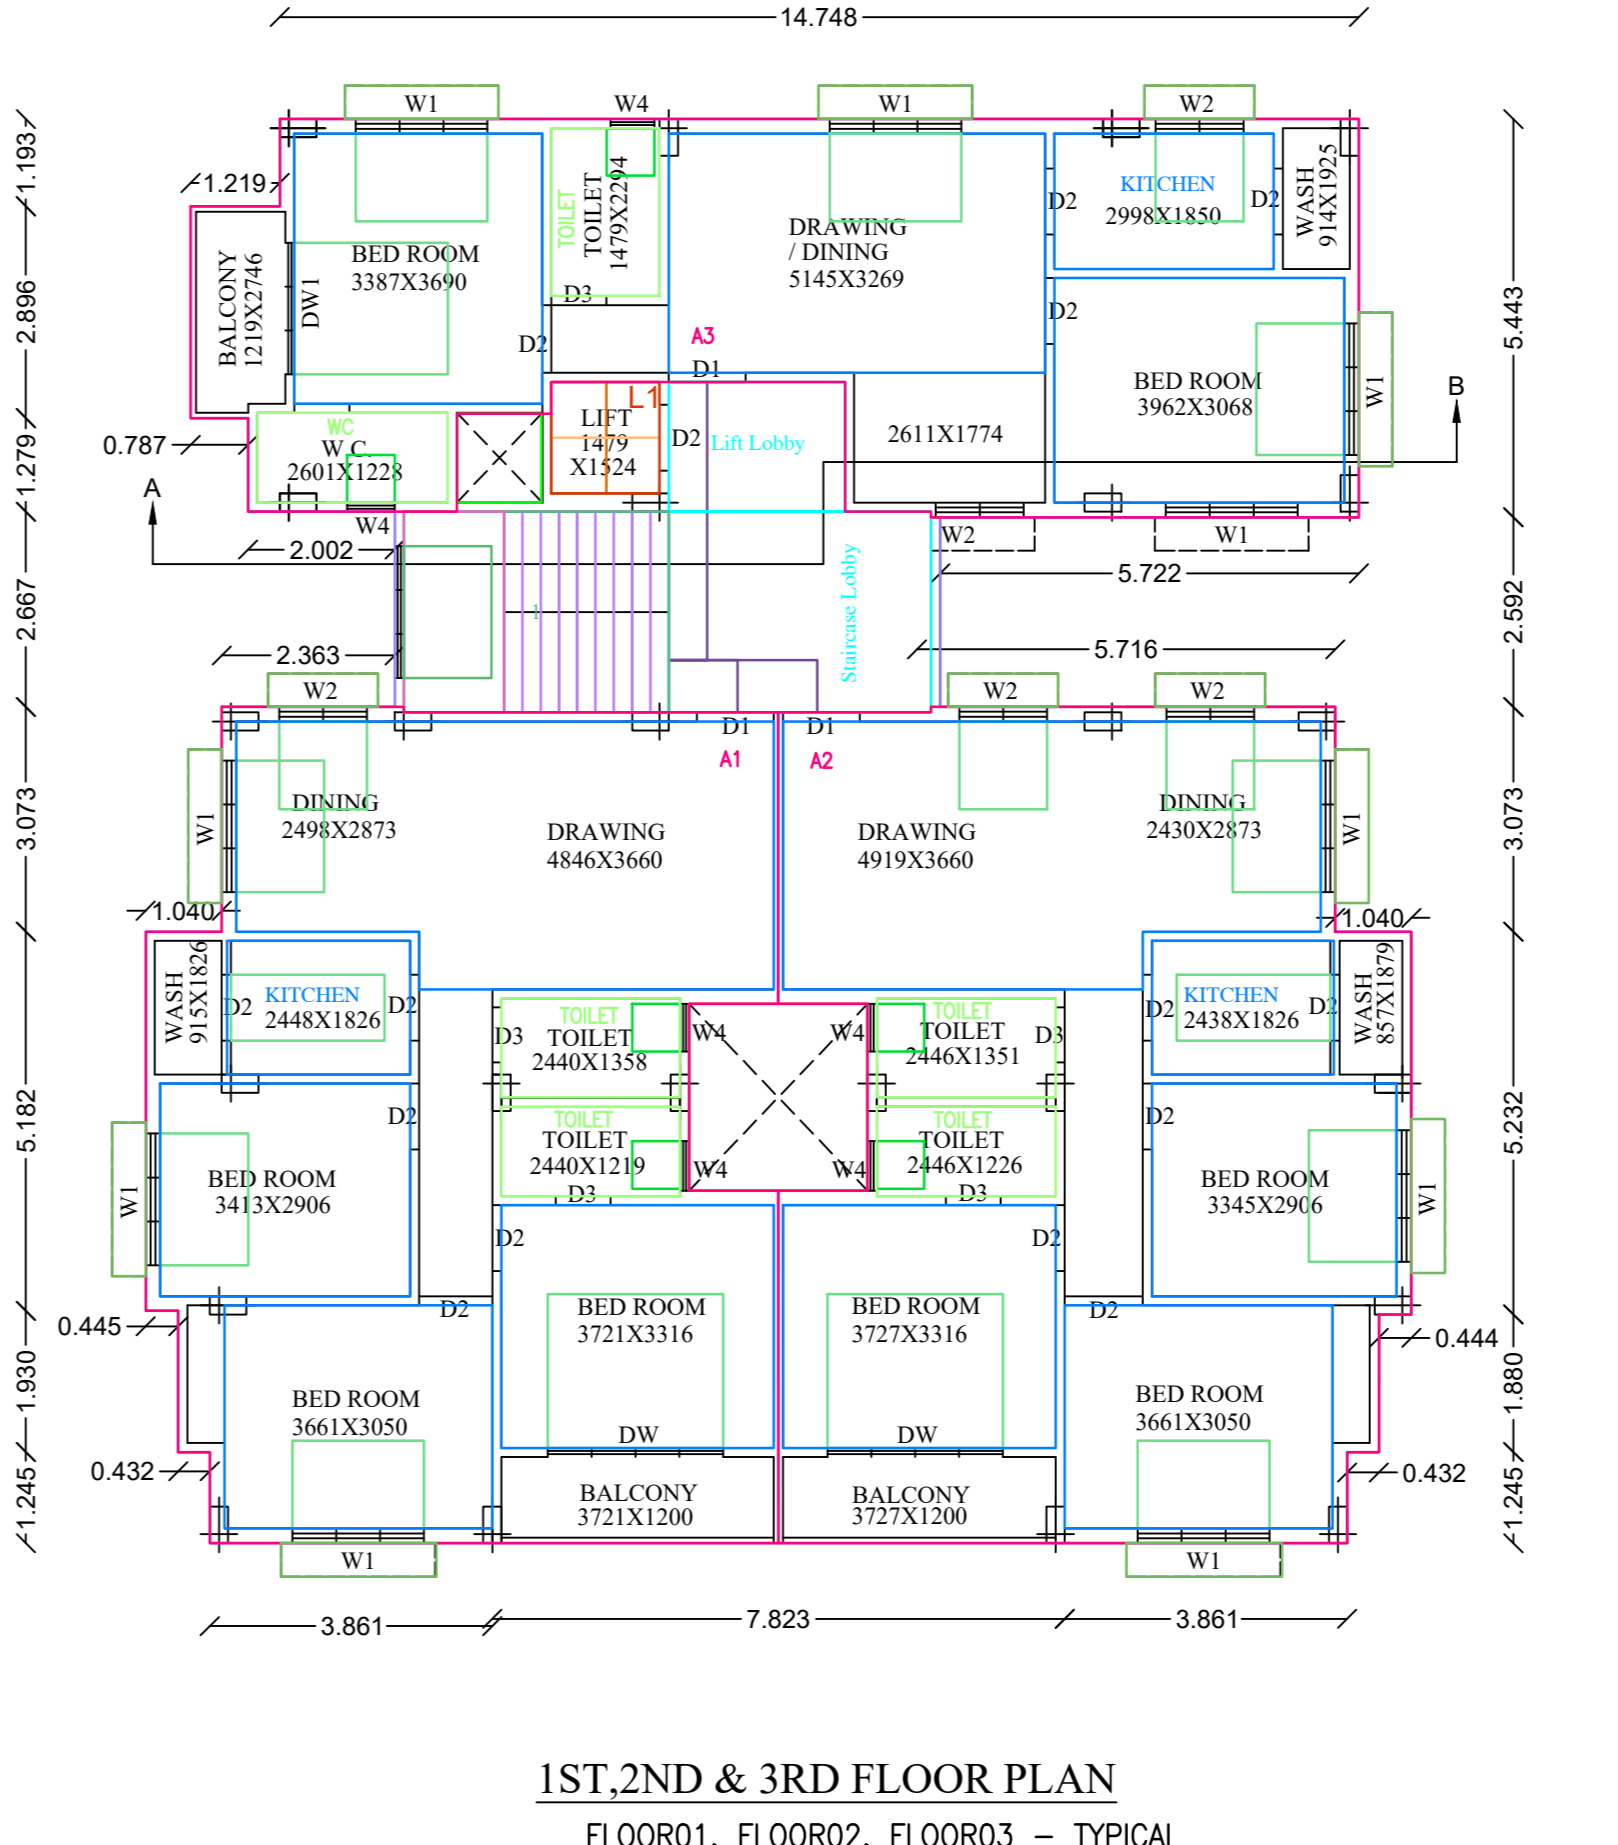 14.748
W1
W4
W1
W2
1.193
1.219
TOILET
TOILET
1479X2294
DRAWING
/ DINING
5145X3269
D2
KITCHEN
2998X1850
D2
WASH
914X1925
BED ROOM
3387X3690
BALCONY
1219X2746
DW1
2.896
D3
D2
A3
D1
D2
5.443
BED ROOM
3962X3068
W1
B
L1
LIFT
1479
X1524
D2
Lift Lobby
2611X1774
WC
W.C.
2601X1228
0.787
1.279
A
W4
2.002
W2
W1
5.722
2.667
1
Staircase Lobby
2.592
2.363
5.716
W2
W2
W2
D1
D1
A1
A2
W1
DINING
2498X2873
DRAWING
4846X3660
DRAWING
4919X3660
DINING
2430X2873
W1
3.073
3.073
1.040
1.040
WASH
915X1826
D2
KITCHEN
2448X1826
D2
D3
TOILET
TOILET
2440X1358
W4
W4
TOILET
TOILET
2446X1351
D3
D2
KITCHEN
2438X1826
D2
WASH
857X1879
5.182
5.232
D2
TOILET
TOILET
2440X1219
W4
W4
TOILET
TOILET
2446X1226
D2
D3
D3
W1
BED ROOM
3413X2906
BED ROOM
3345X2906
W1
D2
D2
D2
D2
0.445
BED ROOM
3721X3316
BED ROOM
3727X3316
0.444
1.930
1.880
BED ROOM
3661X3050
BED ROOM
3661X3050
DW
DW
0.432
0.432
1.245
BALCONY
3721X1200
BALCONY
3727X1200
1.245
W1
W1
3.861
7.823
3.861
1ST,2ND & 3RD FLOOR PLAN
FLOOR01, FLOOR02, FLOOR03 – TYPICAL